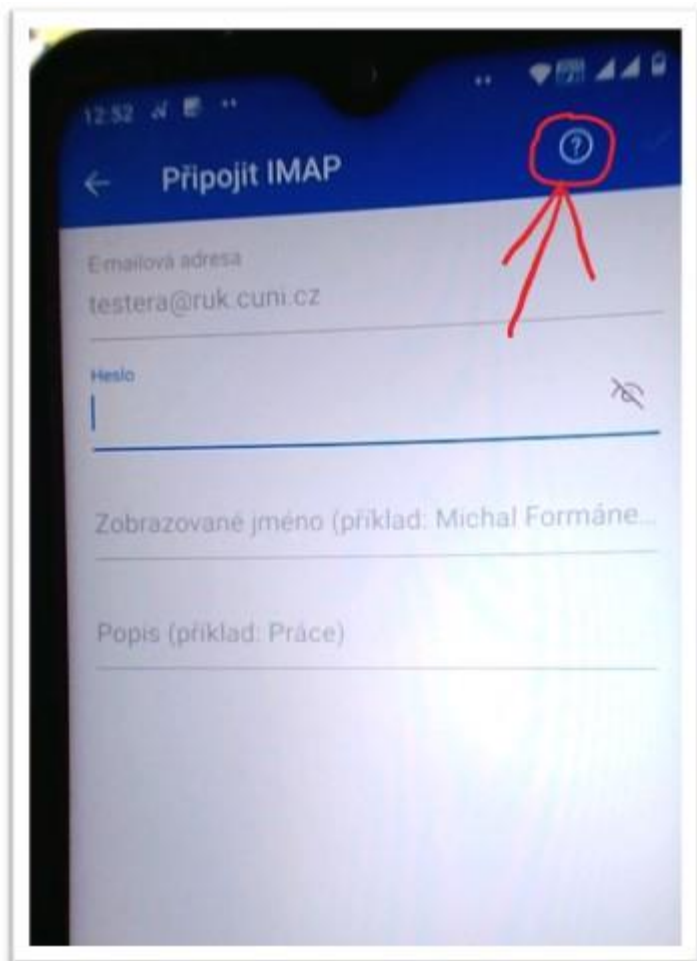 12:52
Připojit IMAP
E-mailová adresa
testera@ruk.cuni.cz
Heslo
Zobrazované jméno (příklad: Michal Formáne...
Popis (příklad: Práce)